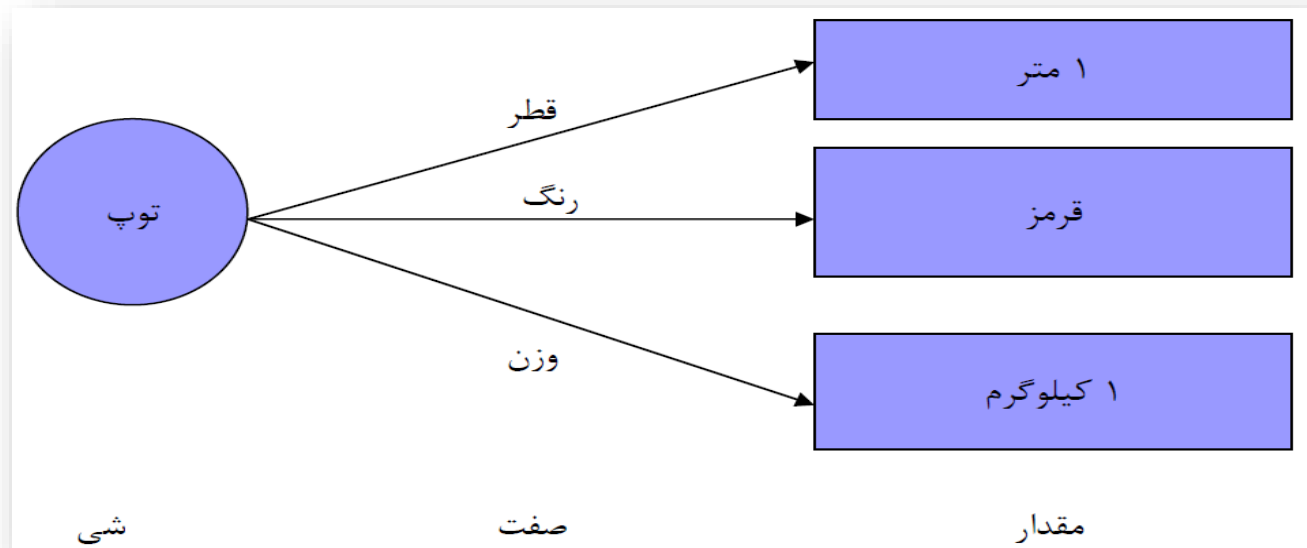 ۱ متر
قطر
رنگ
قرمز
توپ
وزن
۱ کیلوگرم
شی
صفت
مقدار